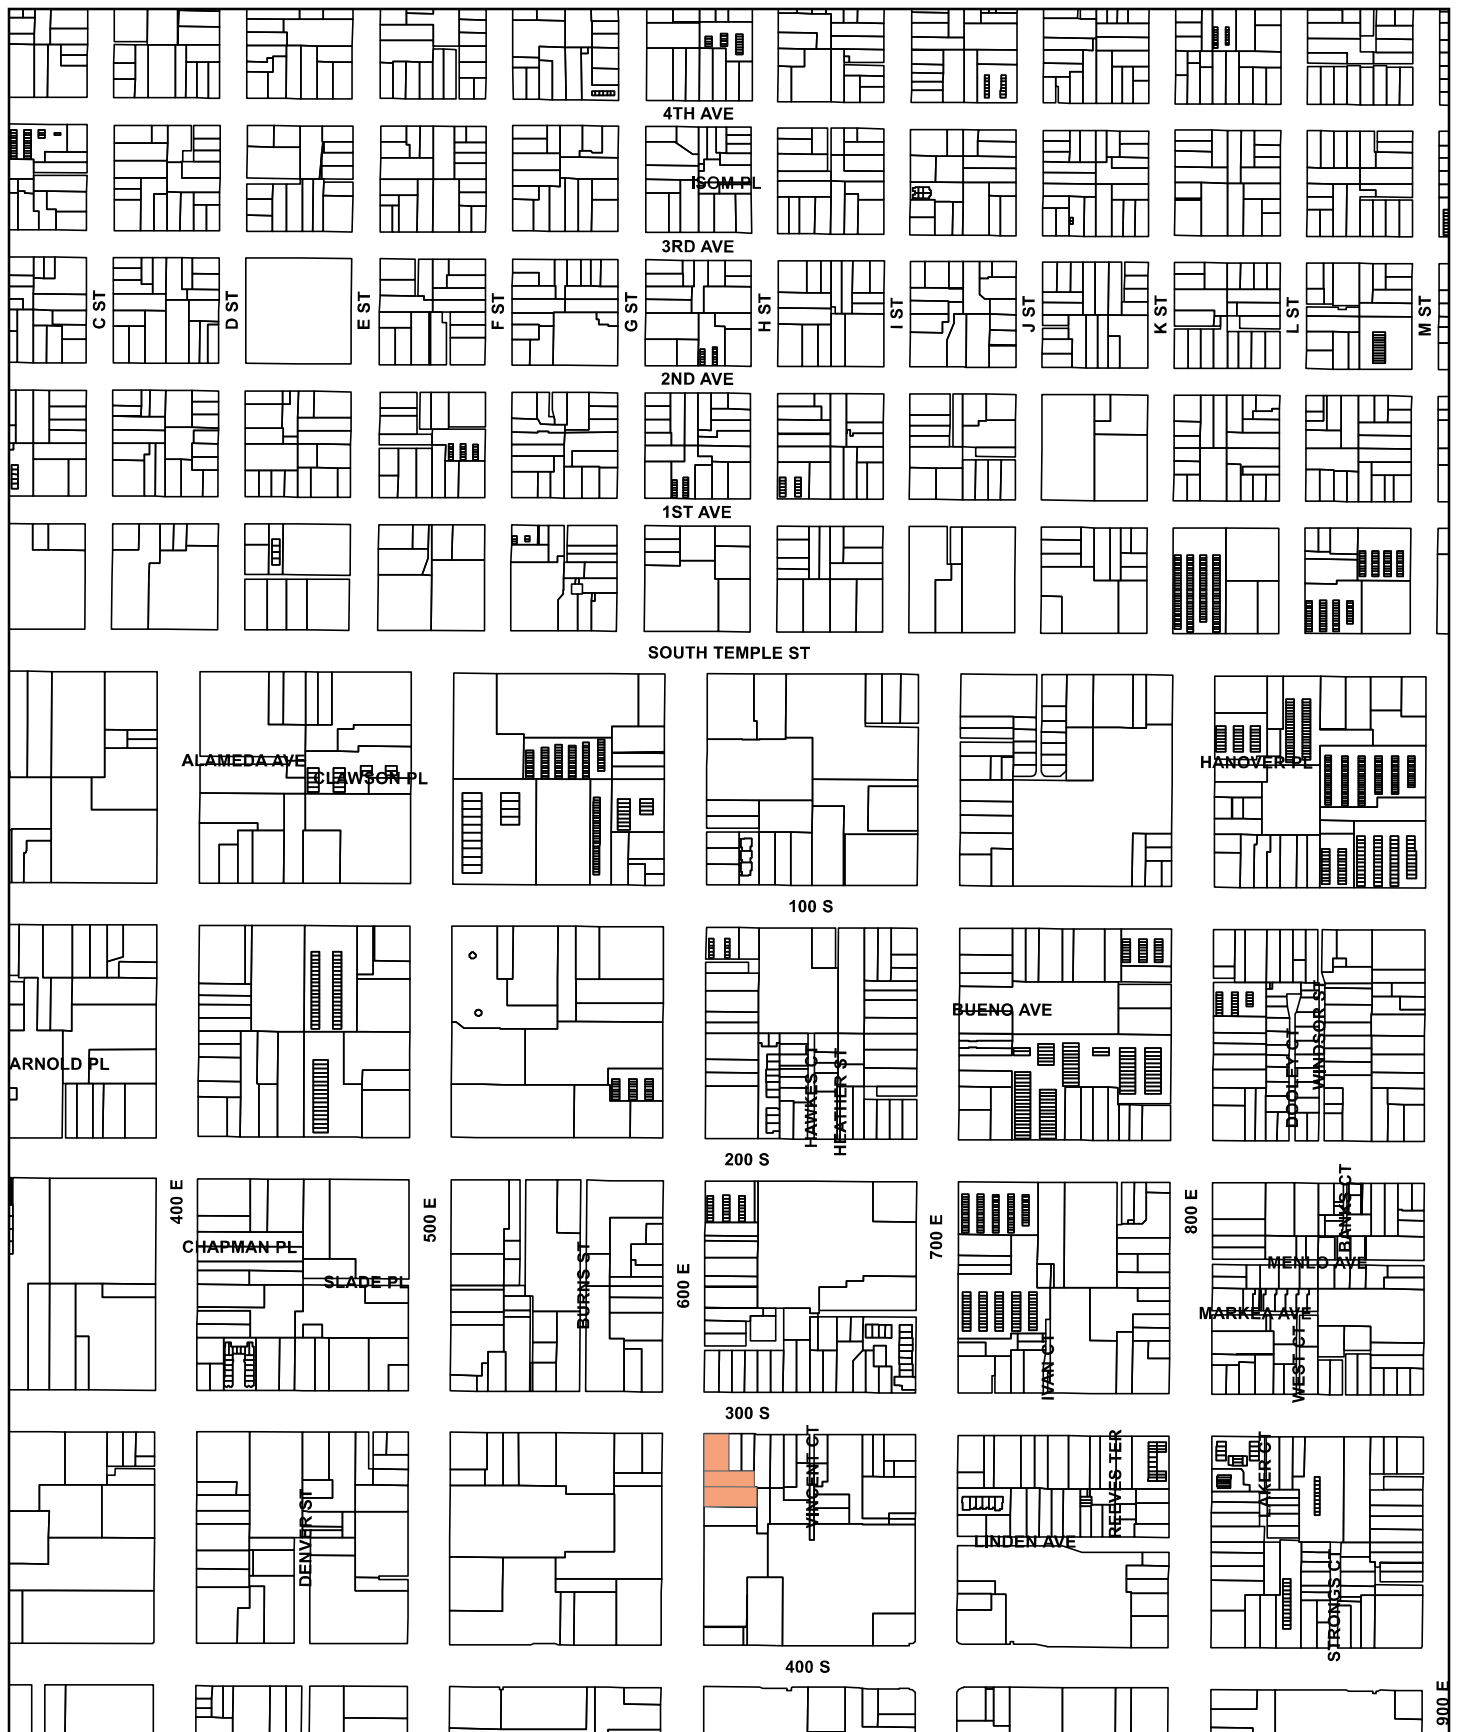 4TH AVE
ISOM PL
3RD AVE
C ST
D ST
E ST
F ST
G ST
H ST
I ST
J ST
K ST
L ST
M ST
2ND AVE
1ST AVE
SOUTH TEMPLE ST
ALAMEDA AVE
CLAWSON PL
HANOVER PL
100 S
BUENO AVE
ARNOLD PL
HAWKES CT
HEATHER ST
DOOLEY CT
WINDSOR ST
200 S
400 E
500 E
600 E
700 E
800 E
CHAPMAN PL
SLADE PL
BURNS ST
BANKS CT
MENLO AVE
MARKEA AVE
IVAN CT
WEST CT
300 S
DENVER ST
VINCENT CT
REEVES TER
LAKER CT
LINDEN AVE
STRONGS CT
400 S
900 E